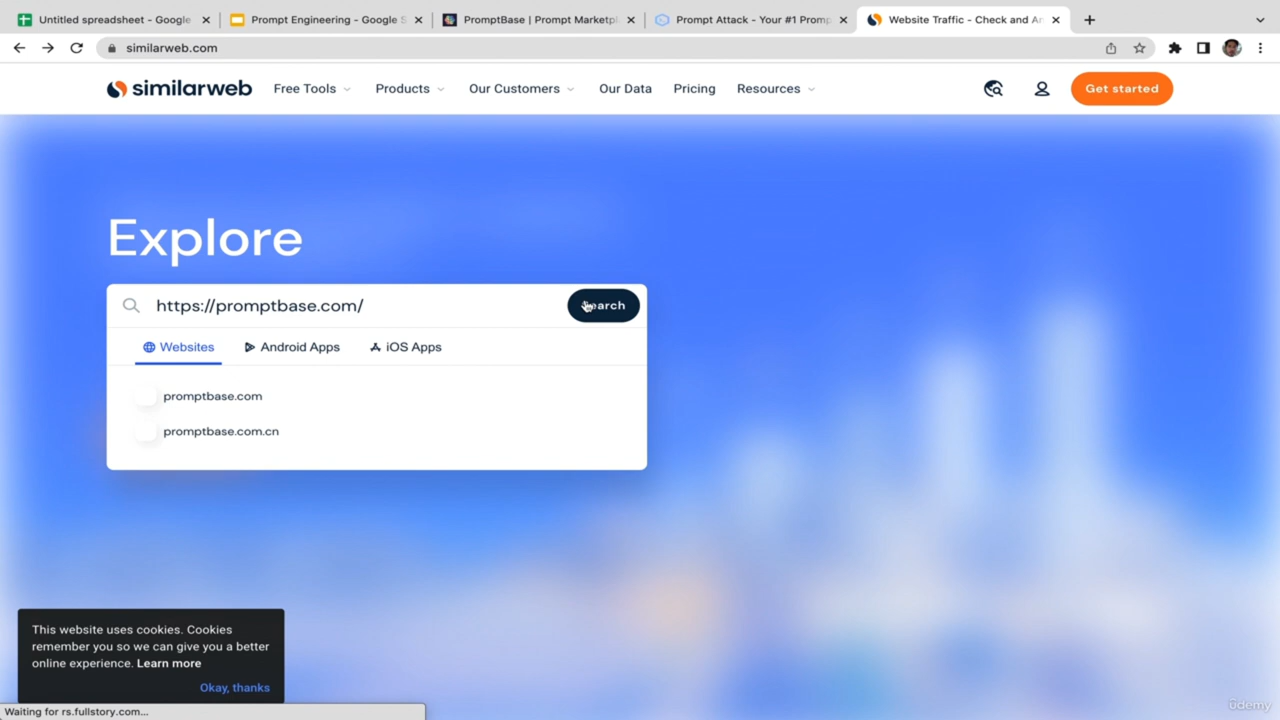 Untitled spreadsheet - Google
Prompt Engineering - Google S
PromptBase | Prompt Marketpl
Prompt Attack - Your #1 Promp
Website Traffic - Check and An
similarweb.com
similarweb
Free Tools
Products
Our Customers
Our Data
Pricing
Resources
Get started
Explore
https://promptbase.com/
Search
Websites
Android Apps
iOS Apps
promptbase.com
promptbase.com.cn
This website uses cookies. Cookies
remember you so we can give you a better
online experience. Learn more
Okay, thanks
Waiting for rs.fullstory.com...
ûdemy